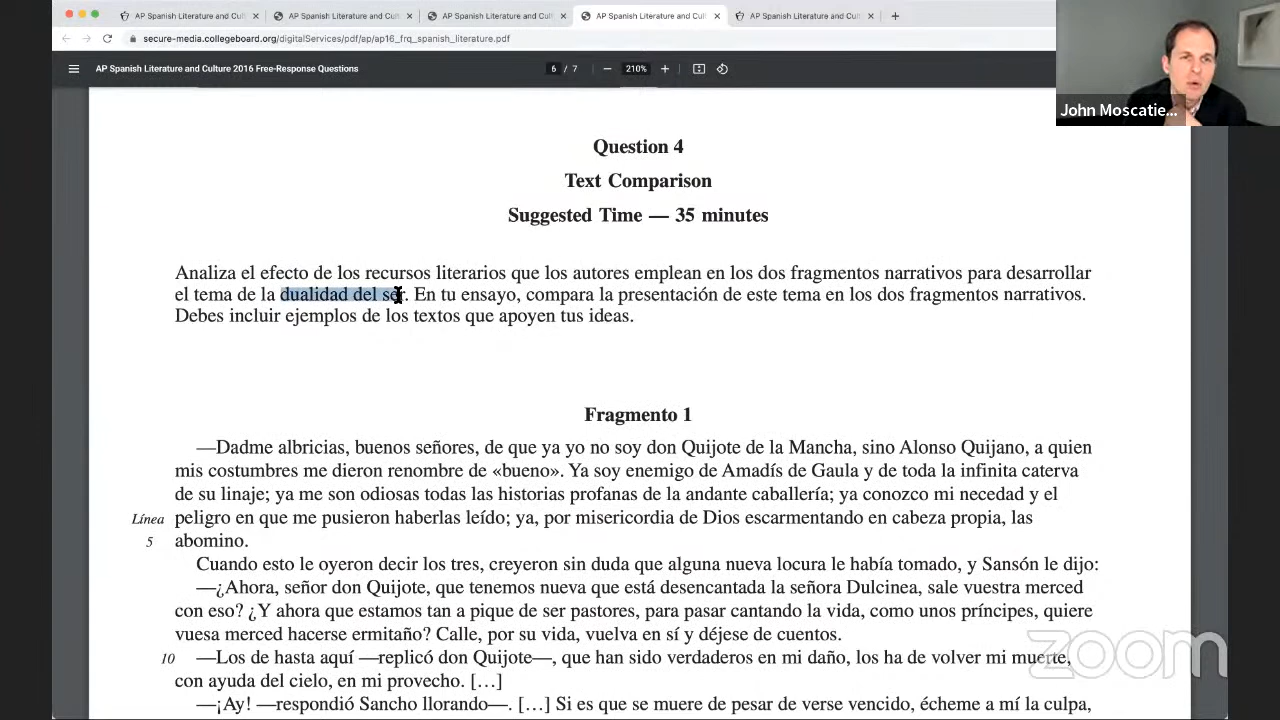 AP Spanish Literature and Cult
AP Spanish Literature and Cult
AP Spanish Literature and Cult
AP Spanish Literature and Cult
AP Spanish Literature and Cult
secure-media.collegeboard.org/digitalServices/pdf/ap/ap16_frq_spanish_literature.pdf
AP Spanish Literature and Culture 2016 Free-Response Questions
6 / 7
210%
John Moscatie...
Question 4
Text Comparison
Suggested Time — 35 minutes
Analiza el efecto de los recursos literarios que los autores emplean en los dos fragmentos narrativos para desarrollar
el tema de la dualidad del ser. En tu ensayo, compara la presentación de este tema en los dos fragmentos narrativos.
Debes incluir ejemplos de los textos que apoyen tus ideas.
Fragmento 1
—Dadme albricias, buenos señores, de que ya yo no soy don Quijote de la Mancha, sino Alonso Quijano, a quien
mis costumbres me dieron renombre de «bueno». Ya soy enemigo de Amadís de Gaula y de toda la infinita caterva
de su linaje; ya me son odiosas todas las historias profanas de la andante caballería; ya conozco mi necedad y el
Línea peligro en que me pusieron haberlas leído; ya, por misericordia de Dios escarmentando en cabeza propia, las
5 abomino.
Cuando esto le oyeron decir los tres, creyeron sin duda que alguna nueva locura le había tomado, y Sansón le dijo:
—¿Ahora, señor don Quijote, que tenemos nueva que está desencantada la señora Dulcinea, sale vuestra merced
con eso? ¿Y ahora que estamos tan a pique de ser pastores, para pasar cantando la vida, como unos príncipes, quiere
vuesa merced hacerse ermitaño? Calle, por su vida, vuelva en sí y déjese de cuentos.
10 —Los de hasta aquí —replicó don Quijote—, que han sido verdaderos en mi daño, los ha de volver mi muerte,
con ayuda del cielo, en mi provecho. […]
—¡Ay! —respondió Sancho llorando—. […] Si es que se muere de pesar de verse vencido, écheme a mí la culpa,
zoom